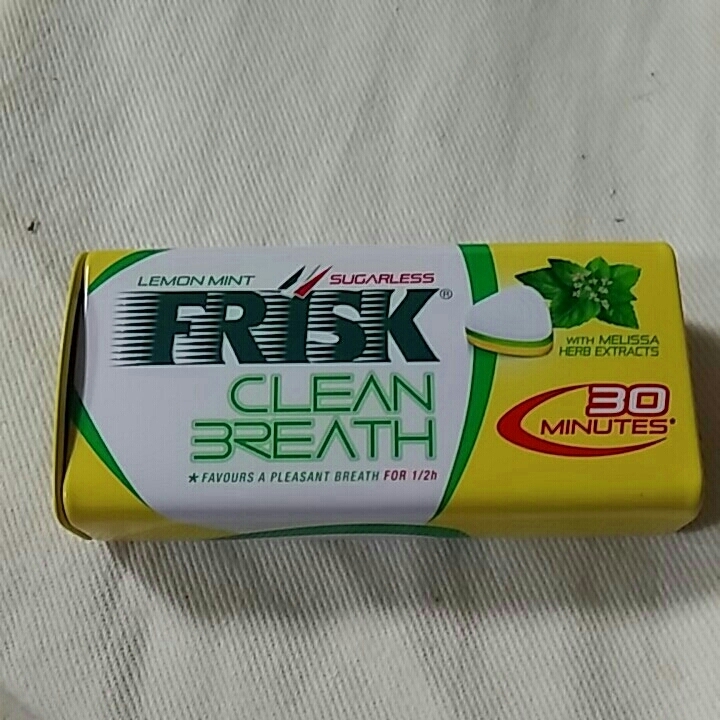 LEMON MINT SUGARLESS
FRISK®
CLEAN
BREATH
★ FAVOURS A PLEASANT BREATH FOR 1/2h
WITH MELISSA
HERB EXTRACTS
30
MINUTES*